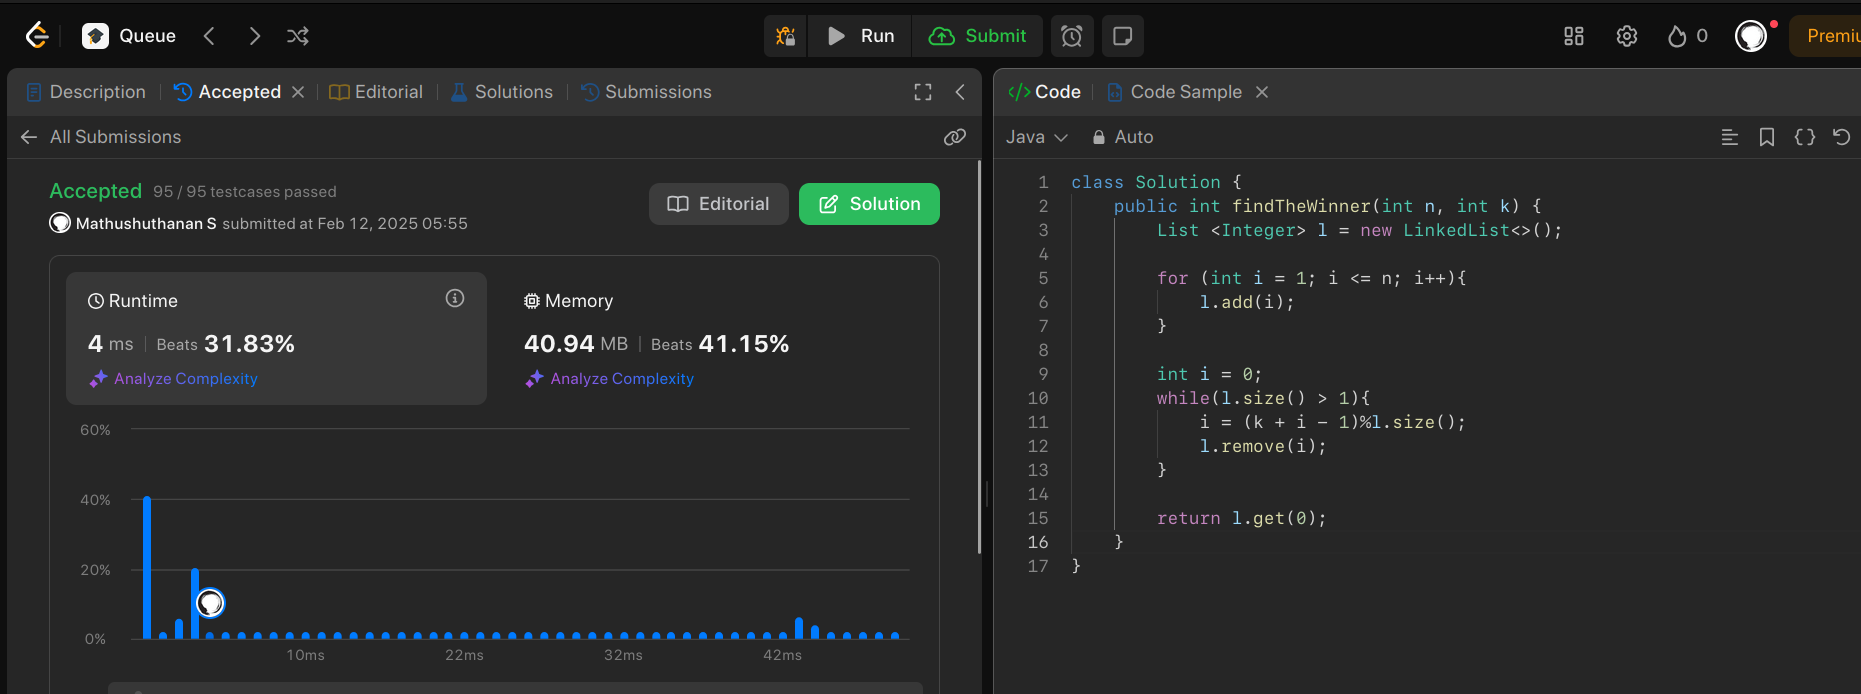 Queue
Run
Submit
0
Premiu
Description
Accepted
Editorial
Solutions
Submissions
All Submissions
Accepted 95 / 95 testcases passed
Mathushuthanan S submitted at Feb 12, 2025 05:55
Editorial
Solution
Runtime
4 ms | Beats 31.83%
Analyze Complexity
Memory
40.94 MB | Beats 41.15%
Analyze Complexity
60%
40%
20%
0%
10ms
22ms
32ms
42ms
</> Code
Code Sample
Java
Auto
1 class Solution {
2     public int findTheWinner(int n, int k) {
3         List <Integer> l = new LinkedList<>();
4
5         for (int i = 1; i <= n; i++){
6             l.add(i);
7         }
8
9         int i = 0;
10         while(l.size() > 1){
11             i = (k + i - 1)%l.size();
12             l.remove(i);
13         }
14
15         return l.get(0);
16     }
17 }